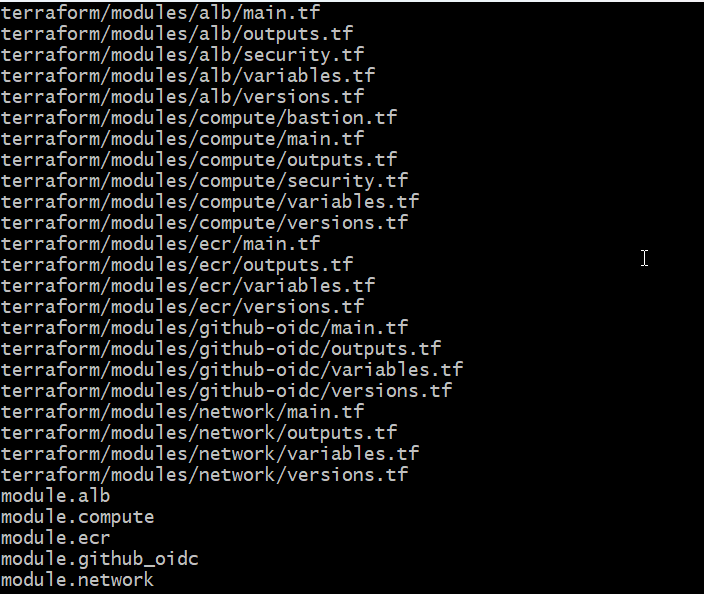 terraform/modules/alb/main.tf
terraform/modules/alb/outputs.tf
terraform/modules/alb/security.tf
terraform/modules/alb/variables.tf
terraform/modules/alb/versions.tf
terraform/modules/compute/bastion.tf
terraform/modules/compute/main.tf
terraform/modules/compute/outputs.tf
terraform/modules/compute/security.tf
terraform/modules/compute/variables.tf
terraform/modules/compute/versions.tf
terraform/modules/ecr/main.tf
terraform/modules/ecr/outputs.tf
terraform/modules/ecr/variables.tf
terraform/modules/ecr/versions.tf
terraform/modules/github-oidc/main.tf
terraform/modules/github-oidc/outputs.tf
terraform/modules/github-oidc/variables.tf
terraform/modules/github-oidc/versions.tf
terraform/modules/network/main.tf
terraform/modules/network/outputs.tf
terraform/modules/network/variables.tf
terraform/modules/network/versions.tf
module.alb
module.compute
module.ecr
module.github_oidc
module.network